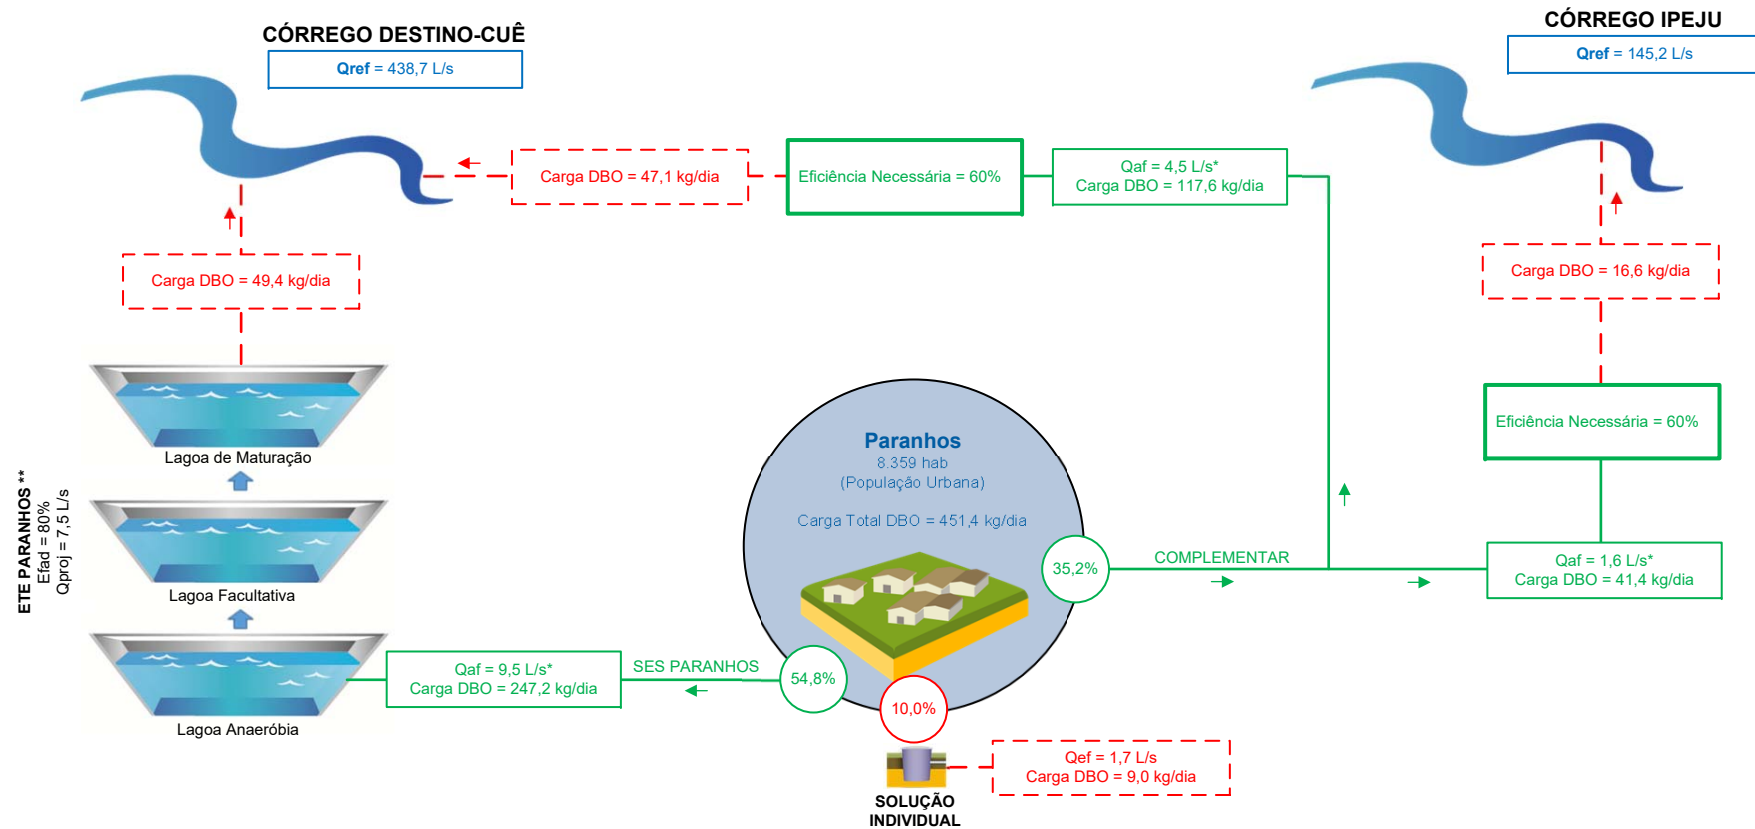 CÓRREGO DESTINO-CUÊ
Qref = 438,7 L/s
CÓRREGO IPEJU
Qref = 145,2 L/s
Carga DBO = 47,1 kg/dia
Eficiência Necessária = 60%
Qaf = 4,5 L/s*
Carga DBO = 117,6 kg/dia
Carga DBO = 49,4 kg/dia
Carga DBO = 16,6 kg/dia
Lagoa de Maturação
Eficiência Necessária = 60%
Paranhos
8.359 hab
(População Urbana)
Carga Total DBO = 451,4 kg/dia
ETE PARANHOS **
Efad = 80%
Qproj = 7,5 L/s
Lagoa Facultativa
35,2%
COMPLEMENTAR
Qaf = 1,6 L/s*
Carga DBO = 41,4 kg/dia
Lagoa Anaeróbia
Qaf = 9,5 L/s*
Carga DBO = 247,2 kg/dia
SES PARANHOS
54,8%
10,0%
Qef = 1,7 L/s
Carga DBO = 9,0 kg/dia
SOLUÇÃO
INDIVIDUAL